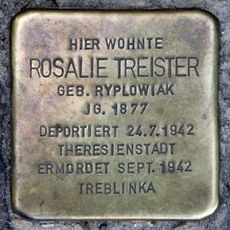 HIER WOHNTE
ROSALIE TREISTER
GEB. RYPLOWIAK
JG. 1877
DEPORTIERT 24.7.1942
THERESIENSTADT
ERMORDET SEPT. 1942
TREBLINKA